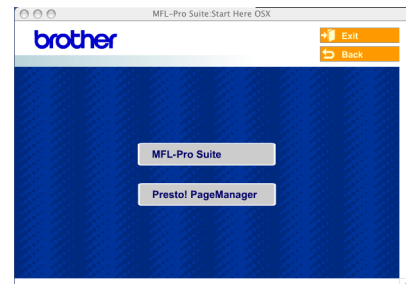 MFL-Pro Suite:Start Here OSX
brother
Exit
Back
MFL-Pro Suite
Presto! PageManager